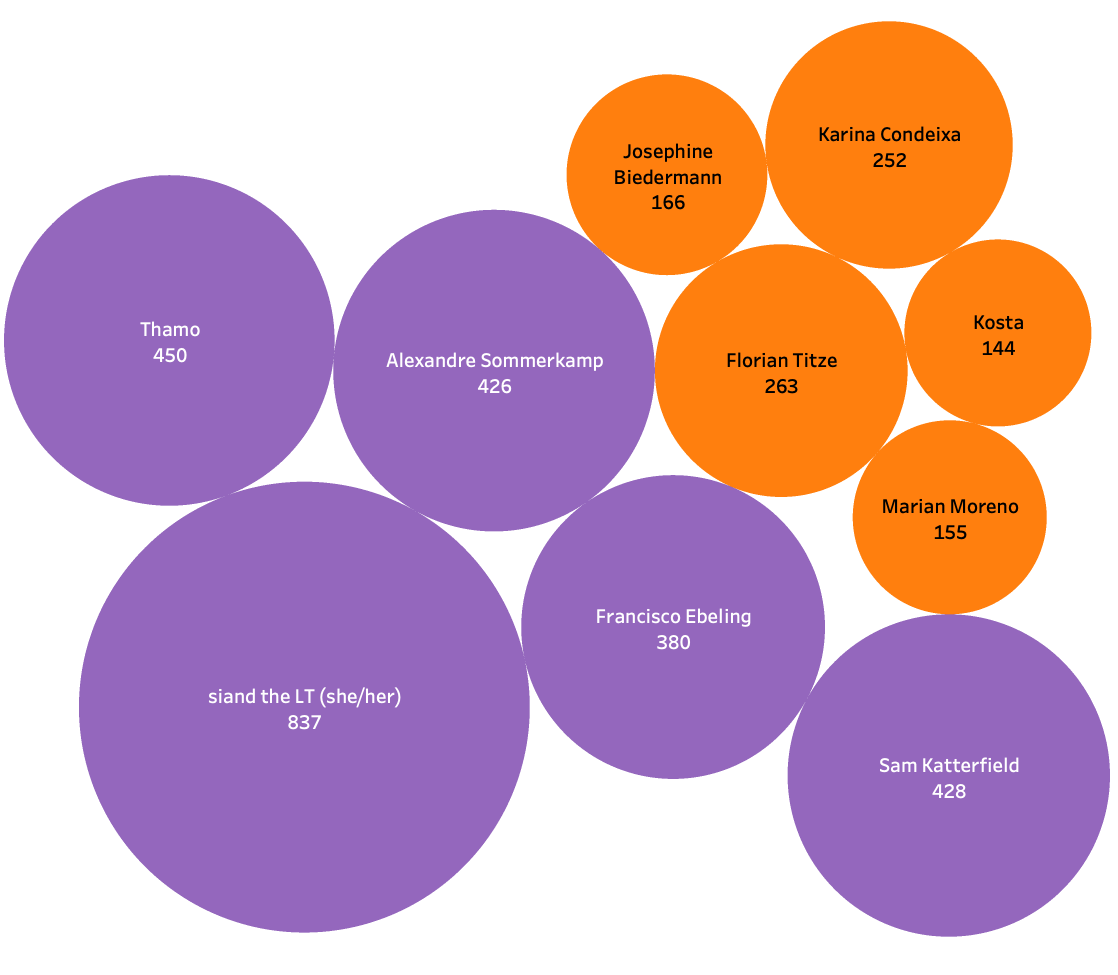 Karina Condeixa
252
Josephine
Biedermann
166
Thamo
450
Alexandre Sommerkamp
426
Florian Titze
263
Kosta
144
Marian Moreno
155
Francisco Ebeling
380
siand the LT (she/her)
837
Sam Katterfield
428